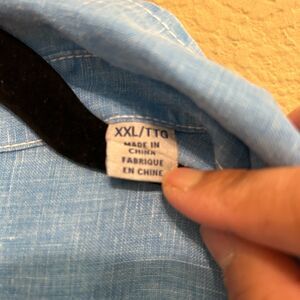 XXL/TTG
MADE IN
CHINA
FABRIQUE
EN CHINE